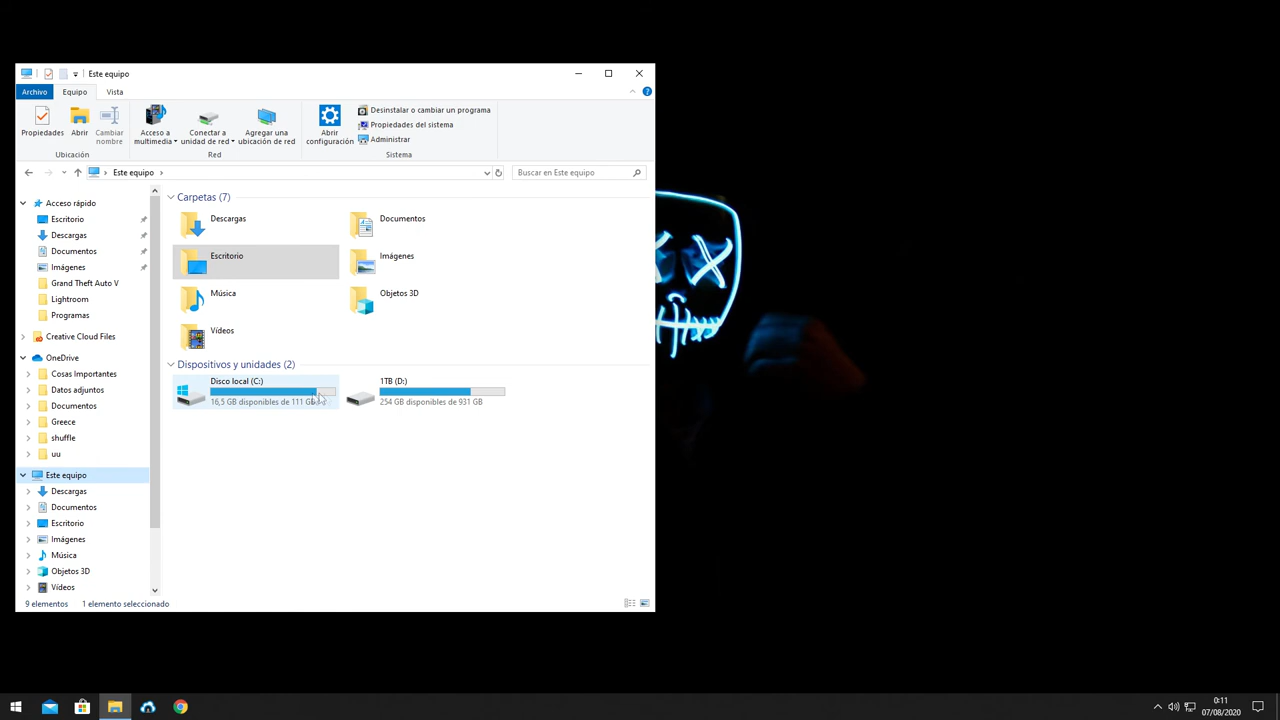 Este equipo
Archivo Equipo Vista
Propiedades Abrir Cambiar nombre Acceso a multimedia Conectar a unidad de red Agregar una ubicación de red Abrir configuración
Desinstalar o cambiar un programa
Propiedades del sistema
Administrar
Ubicación Red Sistema
Este equipo
Buscar en Este equipo
Acceso rápido
Escritorio
Descargas
Documentos
Imágenes
Grand Theft Auto V
Lightroom
Programas
Creative Cloud Files
OneDrive
Cosas Importantes
Datos adjuntos
Documentos
Greece
shuffle
uu
Este equipo
Descargas
Documentos
Escritorio
Imágenes
Música
Objetos 3D
Vídeos
Carpetas (7)
Descargas Documentos
Escritorio Imágenes
Música Objetos 3D
Vídeos
Dispositivos y unidades (2)
Disco local (C:)
16,5 GB disponibles de 111 GB
1TB (D:)
254 GB disponibles de 931 GB
9 elementos 1 elemento seleccionado
0:11
07/08/2020